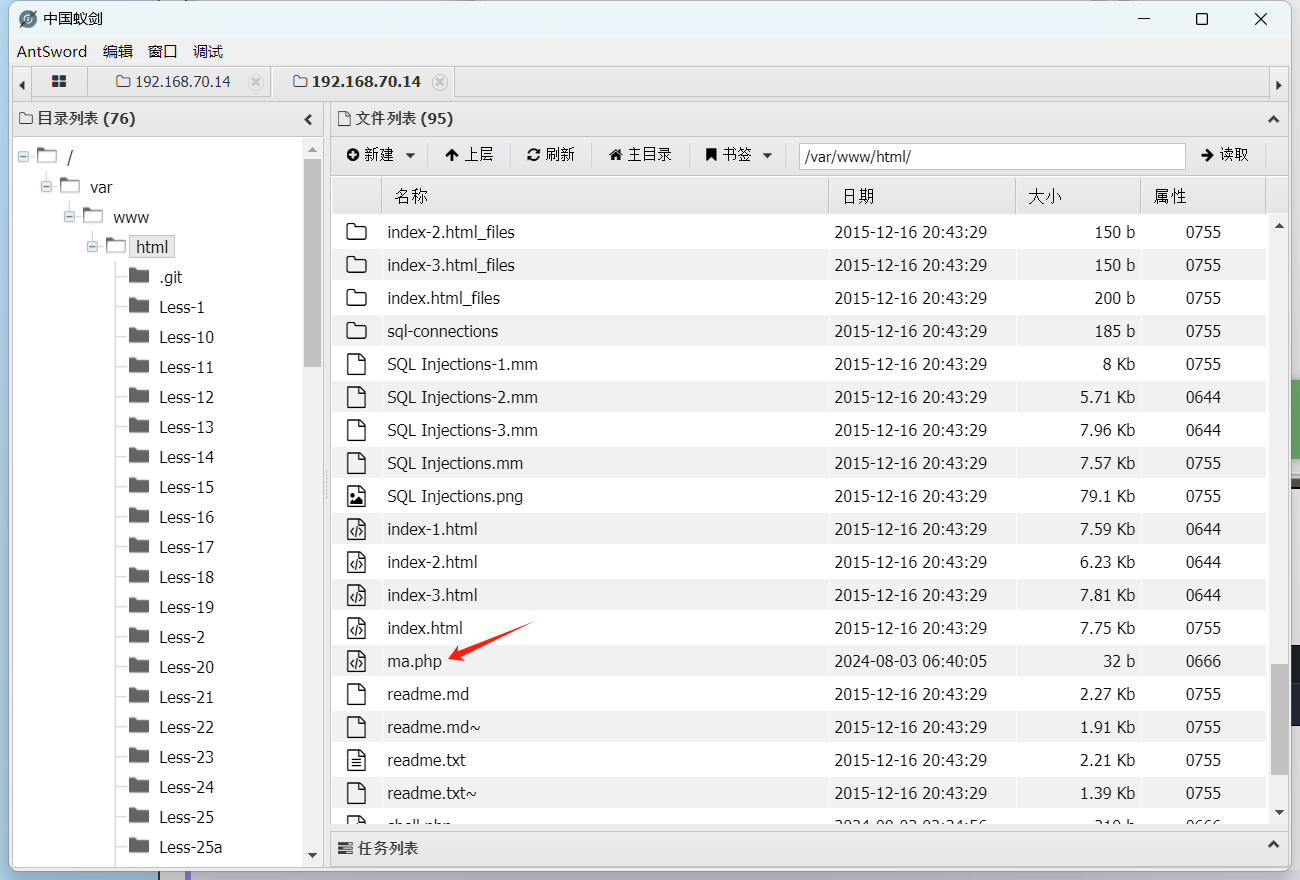 中国蚁剑
AntSword 编辑 窗口 调试
192.168.70.14 192.168.70.14
目录列表 (76)
/
var
www
html
.git
Less-1
Less-10
Less-11
Less-12
Less-13
Less-14
Less-15
Less-16
Less-17
Less-18
Less-19
Less-2
Less-20
Less-21
Less-22
Less-23
Less-24
Less-25
Less-25a
文件列表 (95)
新建 上层 刷新 主目录 书签 /var/www/html/ 读取
名称 日期 大小 属性
index-2.html_files 2015-12-16 20:43:29 150 b 0755
index-3.html_files 2015-12-16 20:43:29 150 b 0755
index.html_files 2015-12-16 20:43:29 200 b 0755
sql-connections 2015-12-16 20:43:29 185 b 0755
SQL Injections-1.mm 2015-12-16 20:43:29 8 Kb 0755
SQL Injections-2.mm 2015-12-16 20:43:29 5.71 Kb 0644
SQL Injections-3.mm 2015-12-16 20:43:29 7.96 Kb 0644
SQL Injections.mm 2015-12-16 20:43:29 7.57 Kb 0755
SQL Injections.png 2015-12-16 20:43:29 79.1 Kb 0755
index-1.html 2015-12-16 20:43:29 7.59 Kb 0644
index-2.html 2015-12-16 20:43:29 6.23 Kb 0644
index-3.html 2015-12-16 20:43:29 7.81 Kb 0644
index.html 2015-12-16 20:43:29 7.75 Kb 0755
ma.php 2024-08-03 06:40:05 32 b 0666
readme.md 2015-12-16 20:43:29 2.27 Kb 0755
readme.md~ 2015-12-16 20:43:29 1.91 Kb 0755
readme.txt 2015-12-16 20:43:29 2.21 Kb 0755
readme.txt~ 2015-12-16 20:43:29 1.39 Kb 0755
任务列表